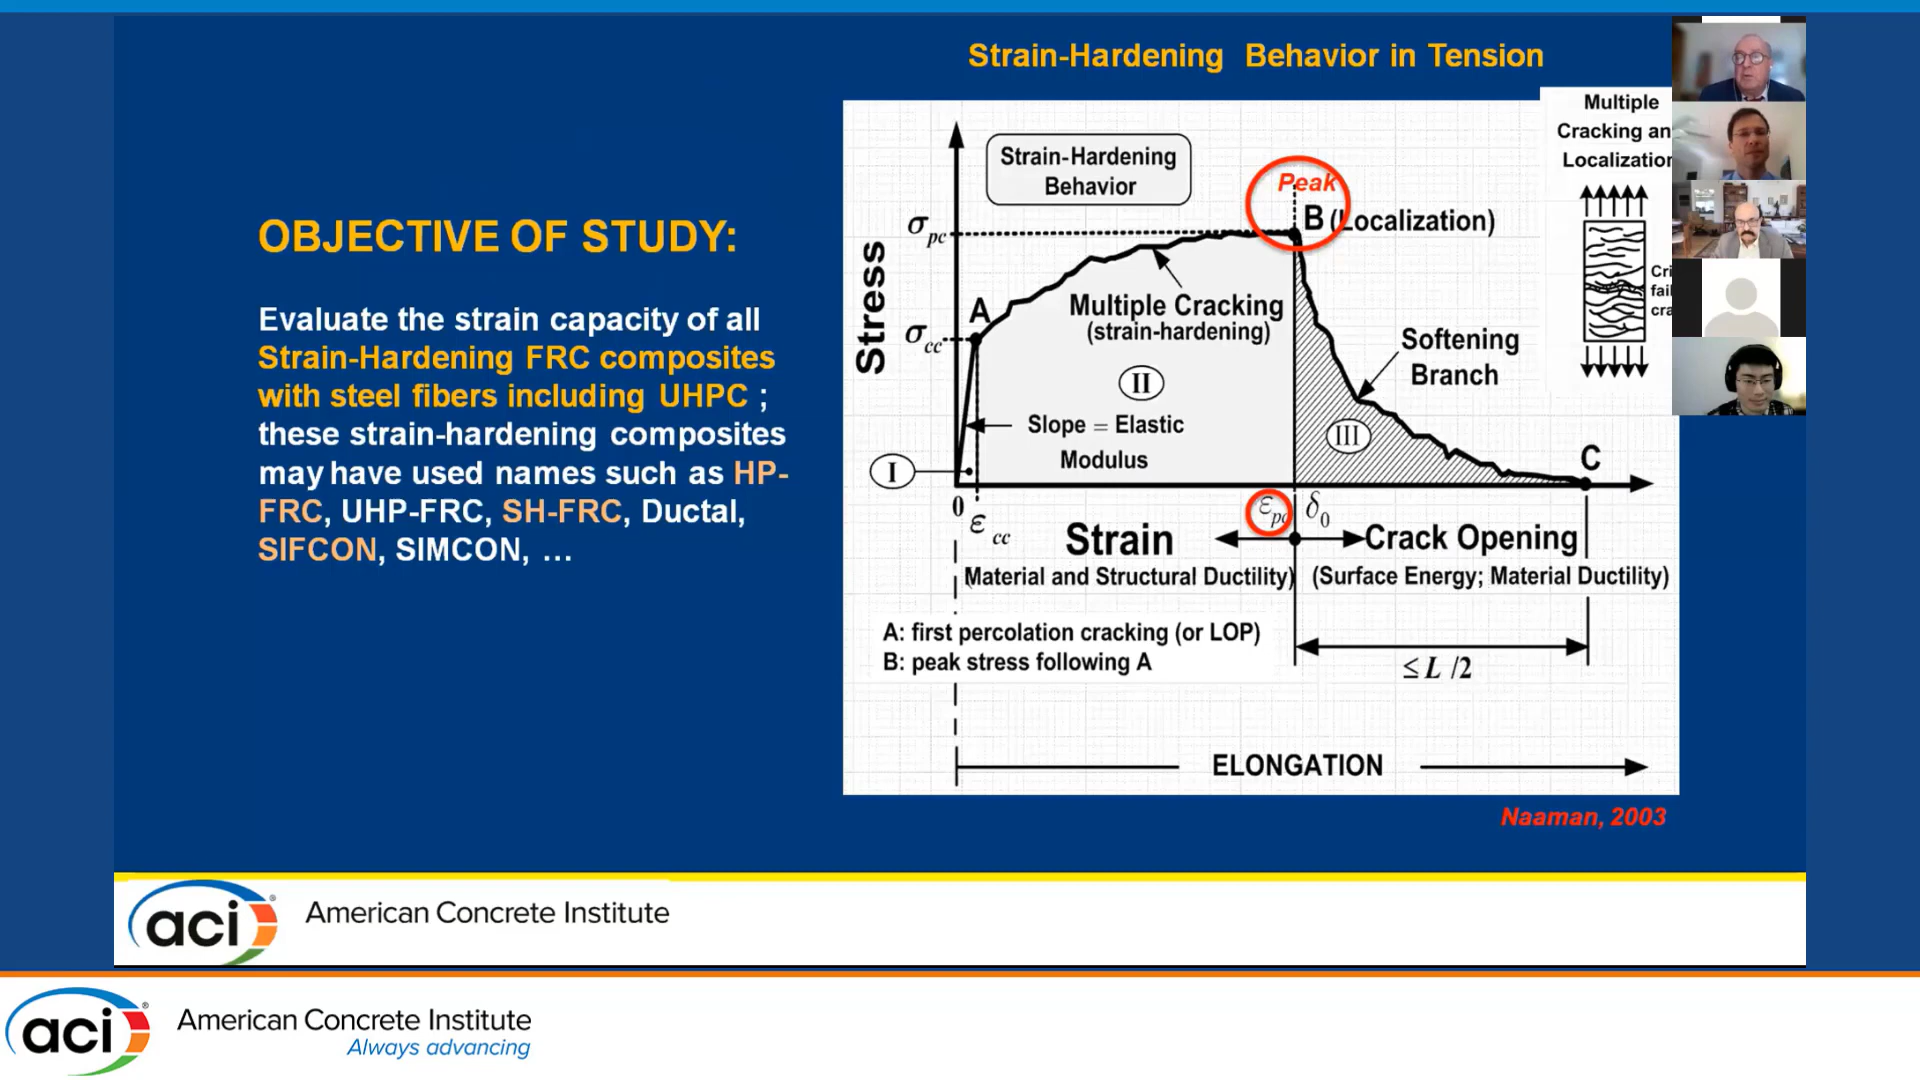 Strain-Hardening Behavior in Tension
OBJECTIVE OF STUDY:
Evaluate the strain capacity of all
Strain-Hardening FRC composites
with steel fibers including UHPC ;
these strain-hardening composites
may have used names such as HP-
FRC, UHP-FRC, SH-FRC, Ductal,
SIFCON, SIMCON, ...
Strain-Hardening
Behavior
Peak
B (Localization)
σpc
Stress
A
σcc
Multiple Cracking
(strain-hardening)
II
Slope = Elastic
Modulus
I
Softening
Branch
III
C
0
εcc
εpc
δ0
Strain
Crack Opening
(Material and Structural Ductility)
(Surface Energy; Material Ductility)
A: first percolation cracking (or LOP)
B: peak stress following A
≤ L /2
ELONGATION
Multiple
Cracking an
Localization
Cri
fail
cra
Naaman, 2003
aci® American Concrete Institute
aci® American Concrete Institute
Always advancing